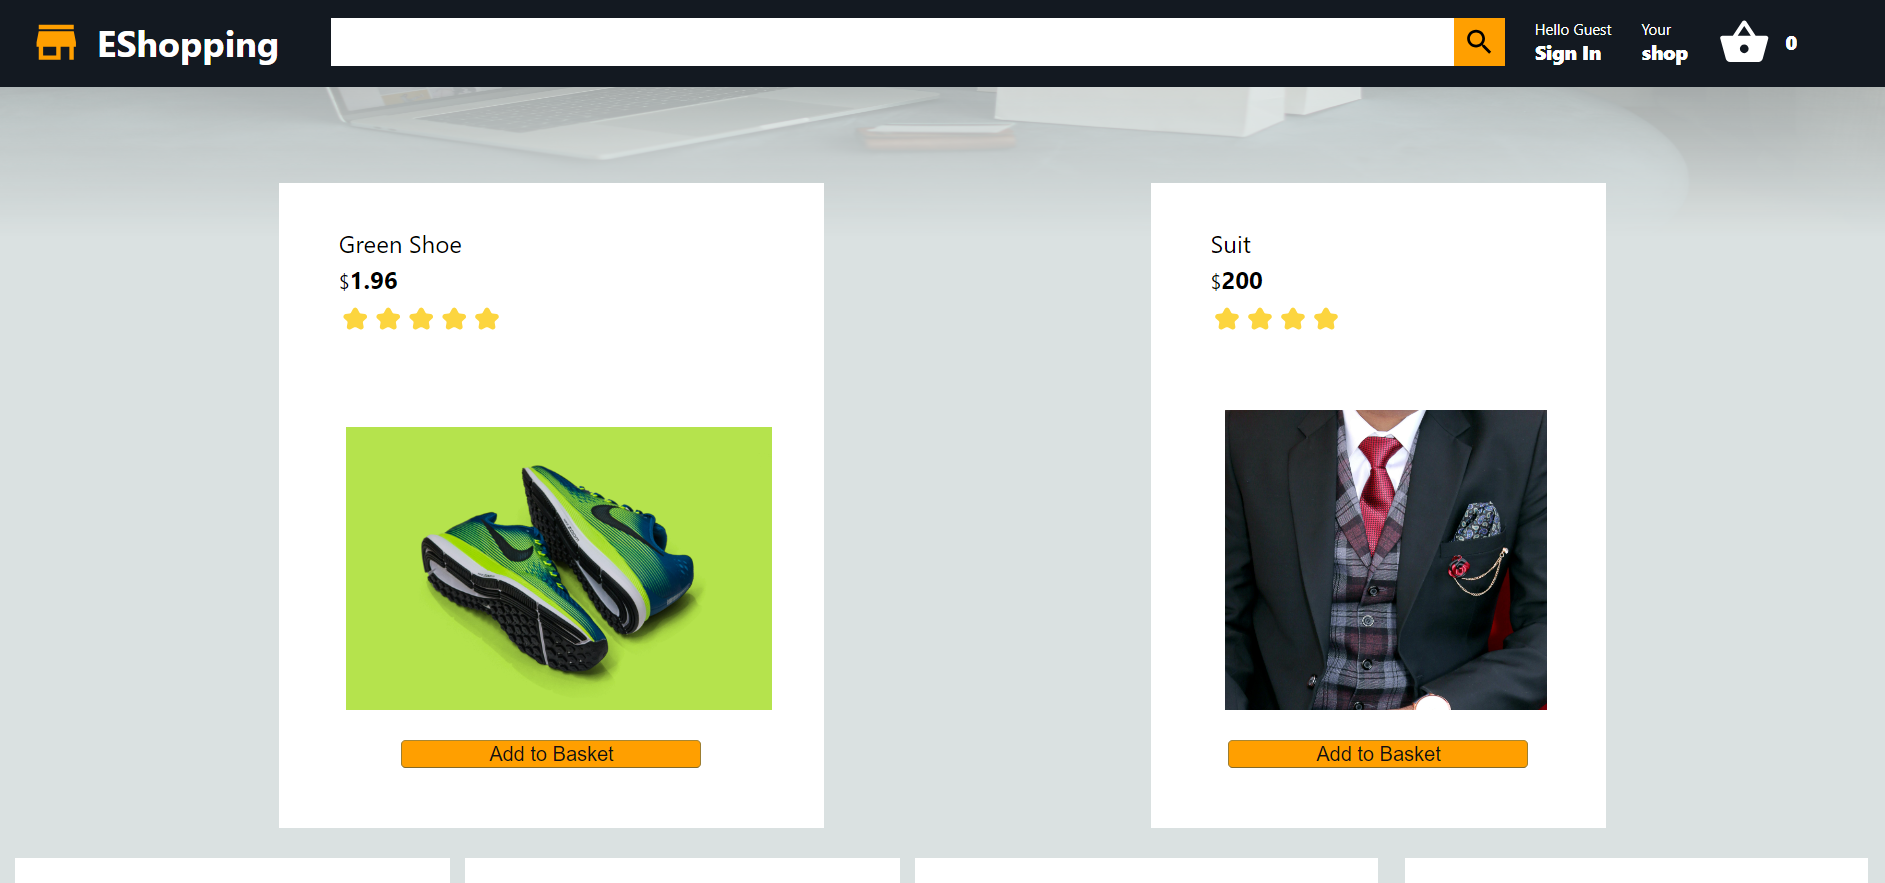 EShopping
Hello Guest
Sign In
Your
shop
0
Green Shoe
$1.96
Add to Basket
Suit
$200
Add to Basket